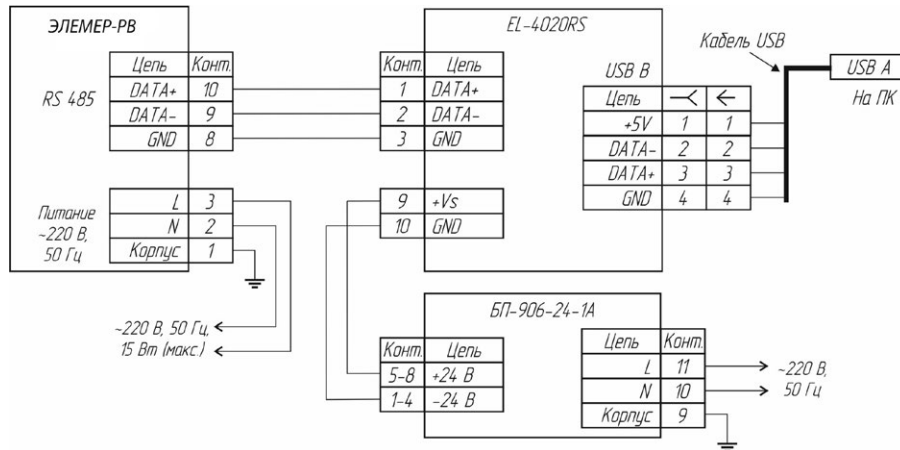 ЭЛЕМЕР-РВ
RS 485
Цепь Конт.
DATA+ 10
DATA- 9
GND 8
Питание
~220 В,
50 Гц
L 3
N 2
Корпус 1
~220 В, 50 Гц,
15 Вт (макс.)
EL-4020RS
Конт. Цепь
1 DATA+
2 DATA-
3 GND
9 +Vs
10 GND
USB B
Цепь
+5V 1 1
DATA- 2 2
DATA+ 3 3
GND 4 4
Кабель USB
USB A
На ПК
БП-906-24-1А
Конт. Цепь
5-8 +24 В
1-4 -24 В
Цепь Конт.
L 11
N 10
Корпус 9
~220 В,
50 Гц